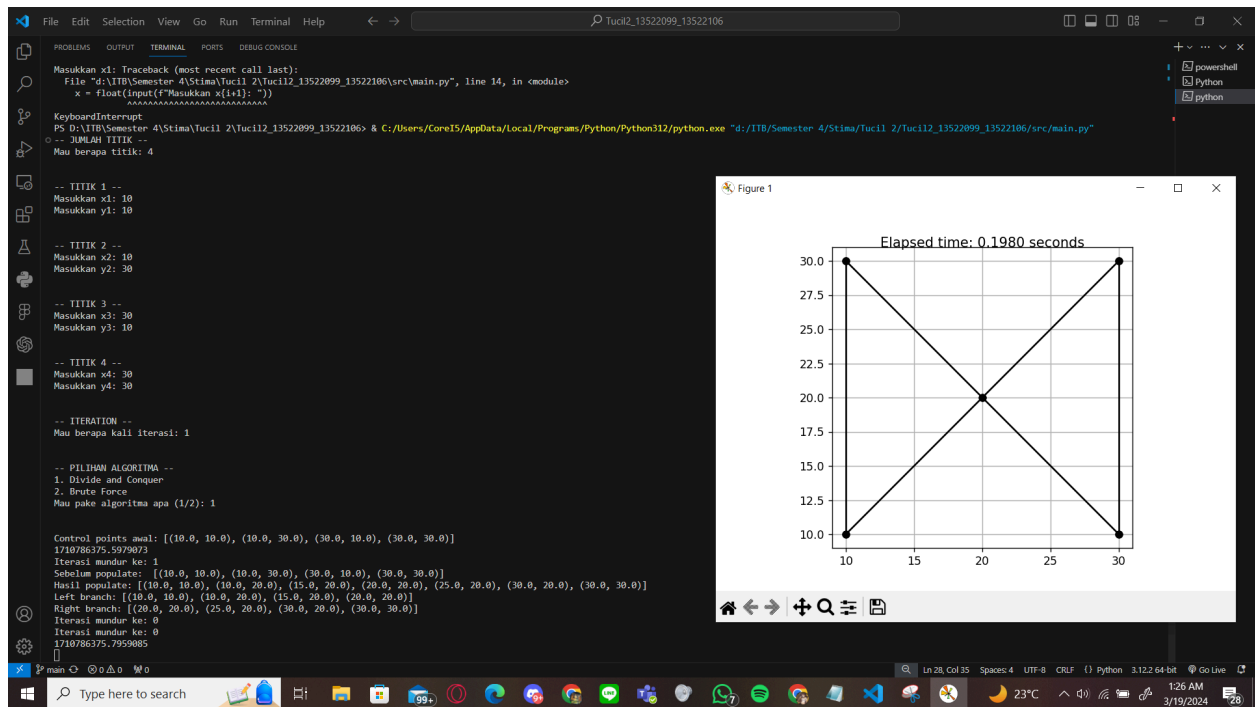 File Edit Selection View Go Run Terminal Help
Tucil2_13522099_13522106
PROBLEMS OUTPUT TERMINAL PORTS DEBUG CONSOLE
Masukkan x1: Traceback (most recent call last):
File "d:\ITB\Semester 4\Stima\Tucil 2\Tucil2_13522099_13522106\src\main.py", line 14, in <module>
x = float(input(f"Masukkan x{i+1}: "))
^^^^^^^^^^^^^^^^^^^^^^^^^^^^
KeyboardInterrupt
PS D:\ITB\Semester 4\Stima\Tucil 2\Tucil2_13522099_13522106> & C:/Users/CoreI5/AppData/Local/Programs/Python/Python312/python.exe "d:/ITB/Semester 4/Stima/Tucil 2/Tucil2_13522099_13522106/src/main.py"
-- JUMLAH TITIK --
Mau berapa titik: 4
-- TITIK 1 --
Masukkan x1: 10
Masukkan y1: 10
-- TITIK 2 --
Masukkan x2: 10
Masukkan y2: 30
-- TITIK 3 --
Masukkan x3: 30
Masukkan y3: 10
-- TITIK 4 --
Masukkan x4: 30
Masukkan y4: 30
-- ITERATION --
Mau berapa kali iterasi: 1
-- PILIHAN ALGORITMA --
1. Divide and Conquer
2. Brute Force
Mau pake algoritma apa (1/2): 1
Control points awal: [(10.0, 10.0), (10.0, 30.0), (30.0, 10.0), (30.0, 30.0)]
1710786375.5979073
Iterasi mundur ke: 1
Sebelum populate: [(10.0, 10.0), (10.0, 30.0), (30.0, 10.0), (30.0, 30.0)]
Hasil populate: [(10.0, 10.0), (10.0, 20.0), (15.0, 20.0), (20.0, 20.0), (25.0, 20.0), (30.0, 20.0), (30.0, 30.0)]
Left branch: [(10.0, 10.0), (10.0, 20.0), (15.0, 20.0), (20.0, 20.0)]
Right branch: [(20.0, 20.0), (25.0, 20.0), (30.0, 20.0), (30.0, 30.0)]
Iterasi mundur ke: 0
Iterasi mundur ke: 0
1710786375.7959085
powershell
Python
python
Figure 1
Elapsed time: 0.1980 seconds
30.0
27.5
25.0
22.5
20.0
17.5
15.0
12.5
10.0
10 15 20 25 30
main 0 0 0 Ln 28, Col 35 Spaces: 4 UTF-8 CRLF {} Python 3.12.2 64-bit Go Live
Type here to search
99+
7
23°C
1:26 AM
3/19/2024
28